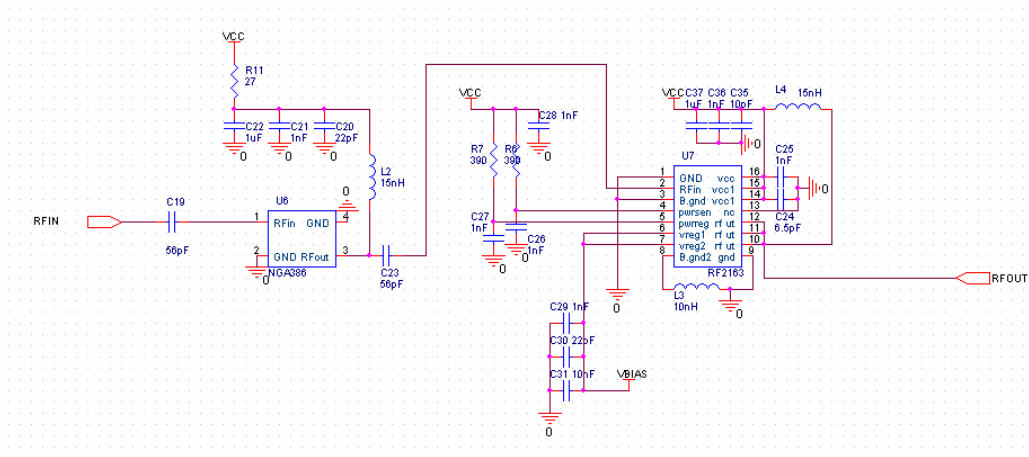 VCC
R11
27
C22
1uF
C21
1nF
C20
22pF
0
0
0
L2
15nH
0
U6
RFIN
C19
56pF
1
RFin GND
4
2
GND RFout
3
0
NGA386
C23
56pF
VCC
C28 1nF
0
R7
390
R6
390
C27
1nF
0
C26
1nF
0
VCC
C37
1uF
C36
1nF
C35
10pF
0
L4 15nH
U7
1 GND vcc 16
2 RFin vcc1 15
3 B.gnd vcc1 14
4 pwrsen nc 13
5 pwrreg rf ut 12
6 vreg1 rf ut 11
7 vreg2 rf ut 10
8 B.gnd2 gnd 9
RF2163
C25
1nF
0
C24
6.5pF
RFOUT
L3
10nH
0
0
C29 1nF
C30 22pF
C31 10nF
VBIAS
0